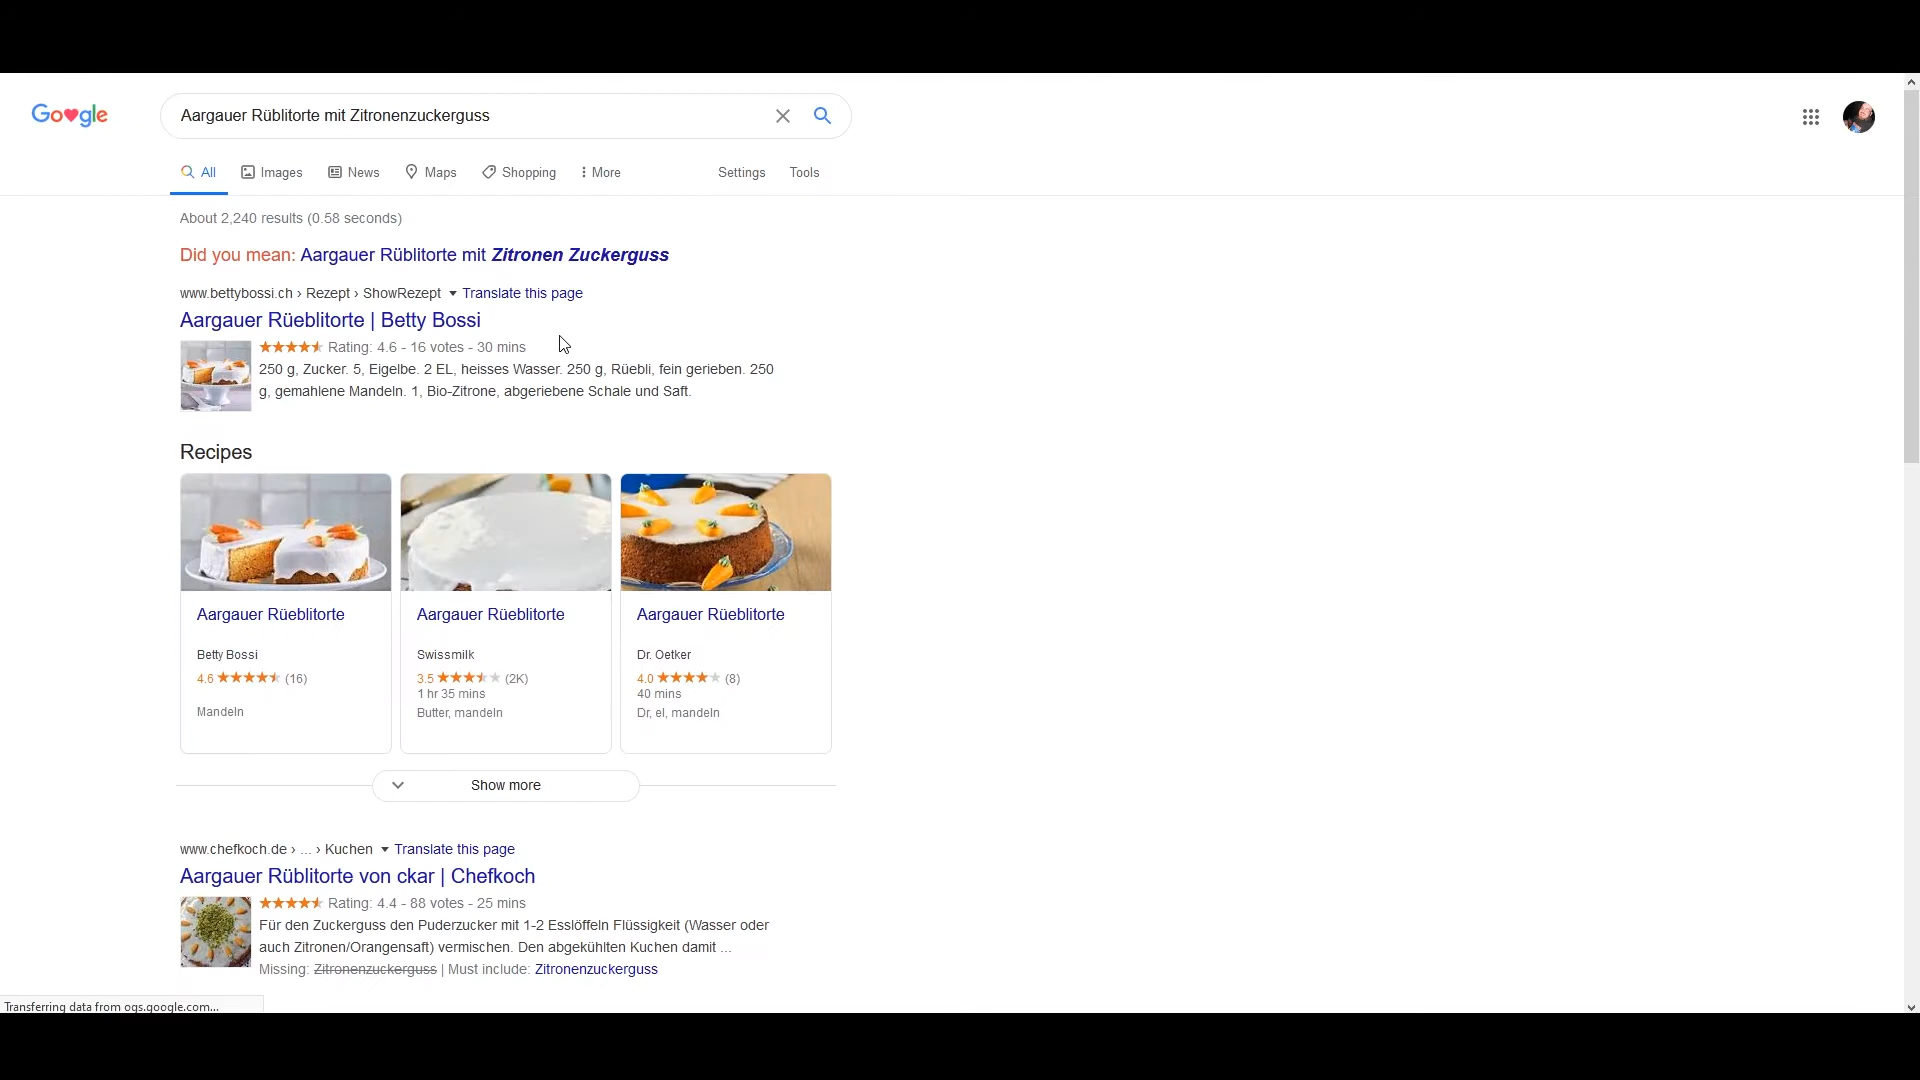 Google
Aargauer Rüblitorte mit Zitronenzuckerguss
All Images News Maps Shopping More Settings Tools
About 2,240 results (0.58 seconds)
Did you mean: Aargauer Rüblitorte mit Zitronen Zuckerguss
www.bettybossi.ch › Rezept › ShowRezept Translate this page
Aargauer Rüeblitorte | Betty Bossi
Rating: 4.6 - 16 votes - 30 mins
250 g, Zucker. 5, Eigelbe. 2 EL, heisses Wasser. 250 g, Rüebli, fein gerieben. 250
g, gemahlene Mandeln. 1, Bio-Zitrone, abgeriebene Schale und Saft.
Recipes
Aargauer Rüeblitorte
Betty Bossi
4.6 (16)
Mandeln
Aargauer Rüeblitorte
Swissmilk
3.5 (2K)
1 hr 35 mins
Butter, mandeln
Aargauer Rüeblitorte
Dr. Oetker
4.0 (8)
40 mins
Dr, el, mandeln
Show more
www.chefkoch.de › ... › Kuchen Translate this page
Aargauer Rüblitorte von ckar | Chefkoch
Rating: 4.4 - 88 votes - 25 mins
Für den Zuckerguss den Puderzucker mit 1-2 Esslöffeln Flüssigkeit (Wasser oder
auch Zitronen/Orangensaft) vermischen. Den abgekühlten Kuchen damit ...
Missing: Zitronenzuckerguss | Must include: Zitronenzuckerguss
Transferring data from ogs.google.com...